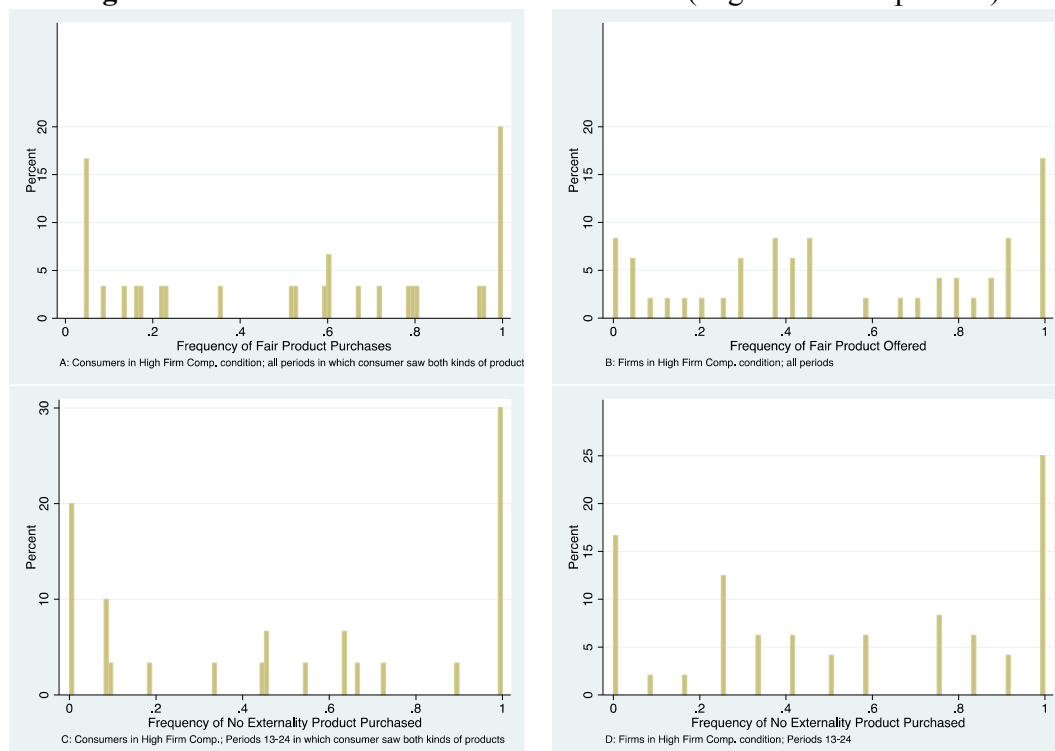 Percent
20
15
10
5
0
0 .2 .4 .6 .8 1
Frequency of Fair Product Purchases
A: Consumers in High Firm Comp. condition; all periods in which consumer saw both kinds of product
Percent
20
15
10
5
0
0 .2 .4 .6 .8 1
Frequency of Fair Product Offered
B: Firms in High Firm Comp. condition; all periods
Percent
30
20
10
0
0 .2 .4 .6 .8 1
Frequency of No Externality Product Purchased
C: Consumers in High Firm Comp.; Periods 13-24 in which consumer saw both kinds of products
Percent
25
20
15
10
5
0
0 .2 .4 .6 .8 1
Frequency of No Externality Product Purchased
D: Firms in High Firm Comp. condition; Periods 13-24